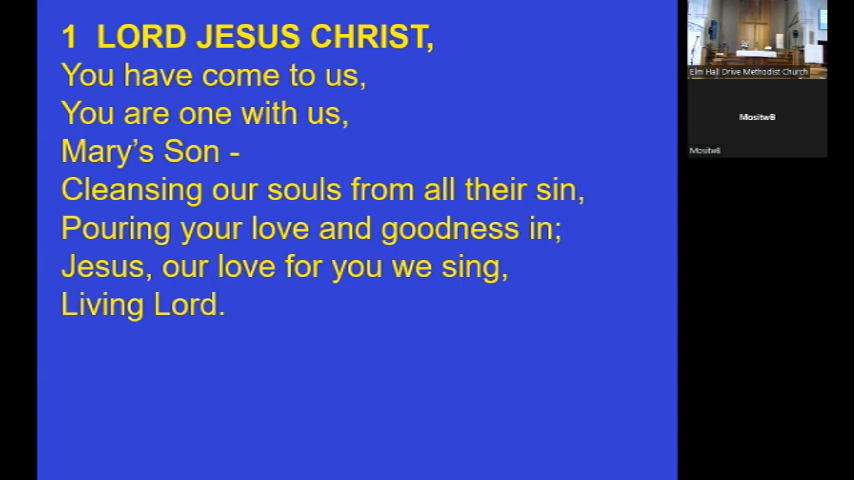 1 LORD JESUS CHRIST,
You have come to us,
You are one with us,
Mary's Son -
Cleansing our souls from all their sin,
Pouring your love and goodness in;
Jesus, our love for you we sing,
Living Lord.
Elm Hall Drive Methodist Church
MositwB
MositwB